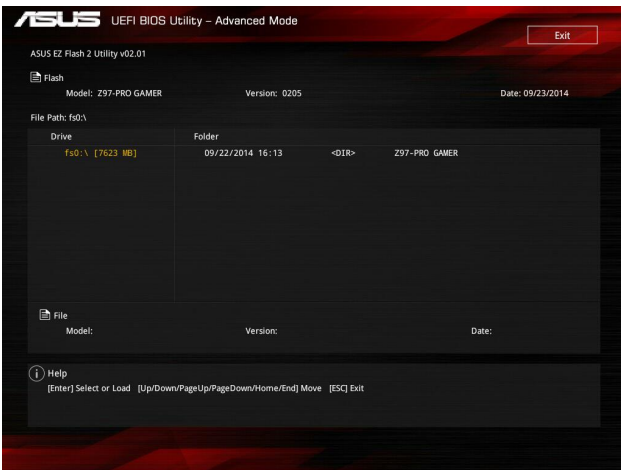 ASUS UEFI BIOS Utility – Advanced Mode
Exit
ASUS EZ Flash 2 Utility v02.01
Flash
Model: Z97-PRO GAMER Version: 0205 Date: 09/23/2014
File Path: fs0:\
Drive Folder
fs0:\ [7623 MB] 09/22/2014 16:13 <DIR> Z97-PRO GAMER
File
Model: Version: Date:
Help
[Enter] Select or Load [Up/Down/PageUp/PageDown/Home/End] Move [ESC] Exit